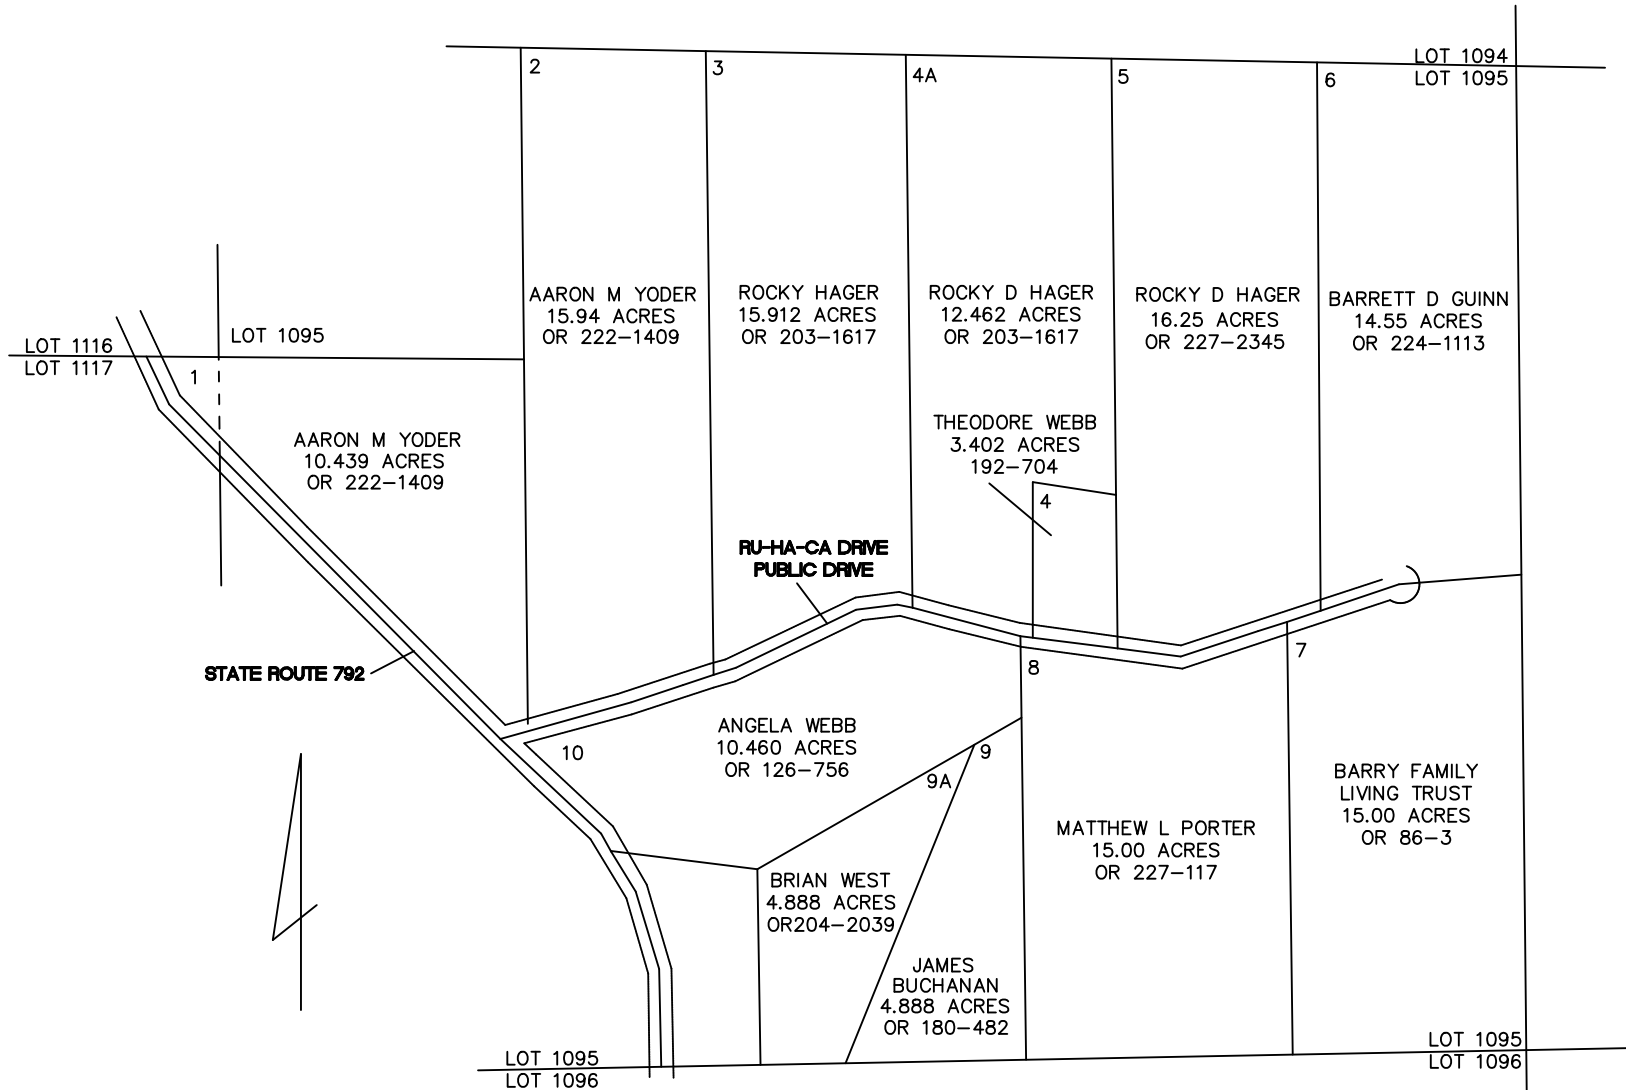 LOT 1094
LOT 1095
2
3
4A
5
6
AARON M YODER
15.94 ACRES
OR 222-1409
ROCKY HAGER
15.912 ACRES
OR 203-1617
ROCKY D HAGER
12.462 ACRES
OR 203-1617
ROCKY D HAGER
16.25 ACRES
OR 227-2345
BARRETT D GUINN
14.55 ACRES
OR 224-1113
LOT 1095
LOT 1116
LOT 1117
1
AARON M YODER
10.439 ACRES
OR 222-1409
THEODORE WEBB
3.402 ACRES
192-704
4
RU-HA-CA DRIVE
PUBLIC DRIVE
STATE ROUTE 792
8
7
10
ANGELA WEBB
10.460 ACRES
OR 126-756
9
9A
BARRY FAMILY
LIVING TRUST
15.00 ACRES
OR 86-3
MATTHEW L PORTER
15.00 ACRES
OR 227-117
BRIAN WEST
4.888 ACRES
OR204-2039
JAMES
BUCHANAN
4.888 ACRES
OR 180-482
LOT 1095
LOT 1096
LOT 1095
LOT 1096